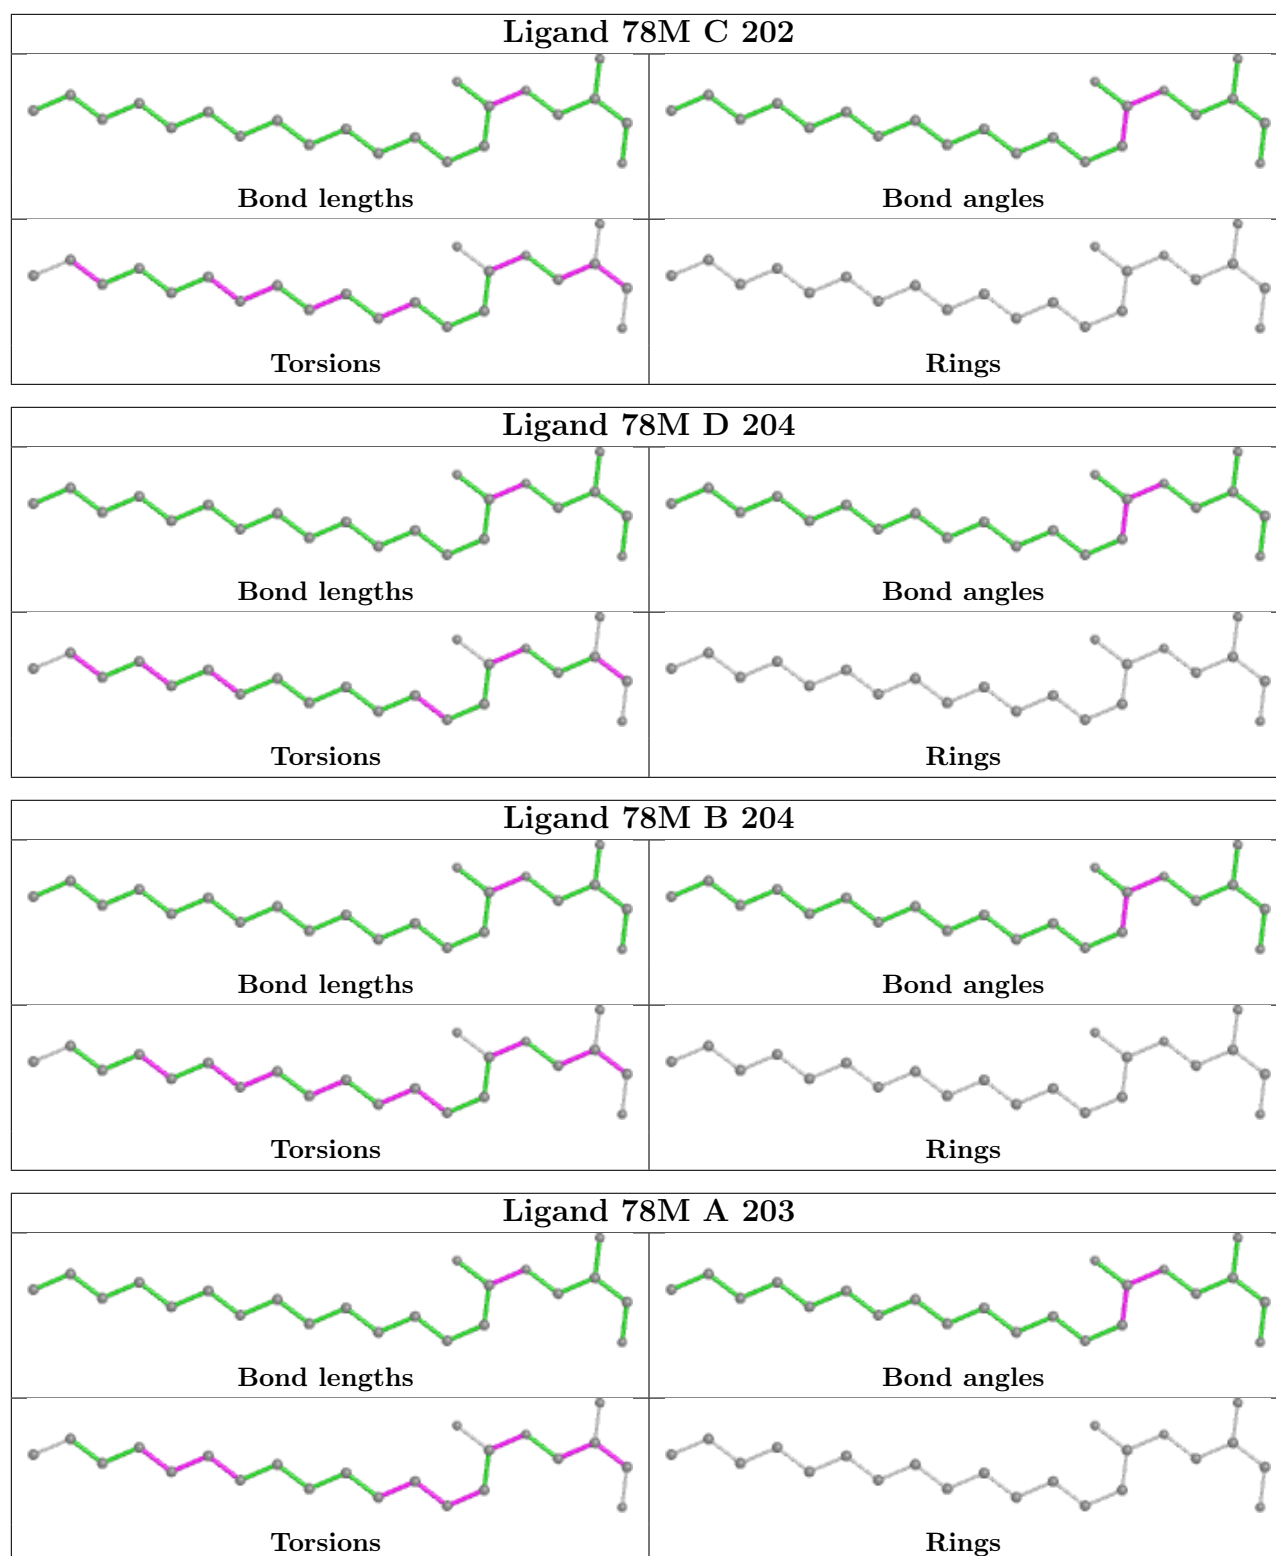 Ligand 78M C 202
Bond lengths
Bond angles
Torsions
Rings
Ligand 78M D 204
Bond lengths
Bond angles
Torsions
Rings
Ligand 78M B 204
Bond lengths
Bond angles
Torsions
Rings
Ligand 78M A 203
Bond lengths
Bond angles
Torsions
Rings